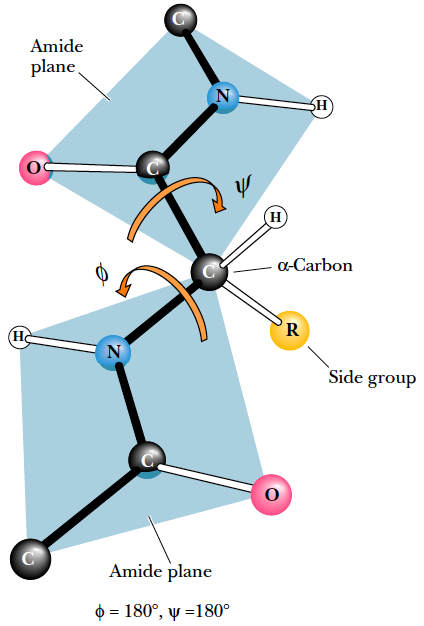 C
Amide
plane
N
H
O
C
ψ
H
ϕ
C
α-Carbon
H
N
R
Side group
C
O
C
Amide plane
ϕ = 180°, ψ =180°